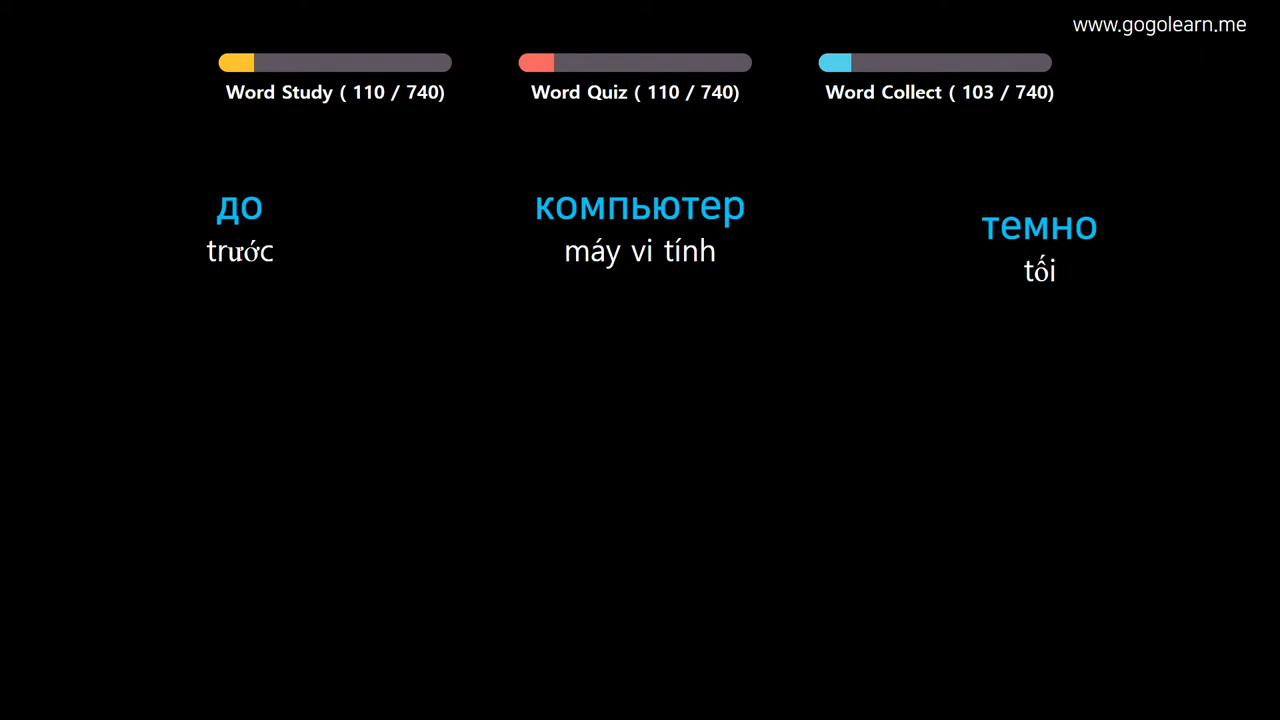 www.gogolearn.me
Word Study ( 110 / 740)
Word Quiz ( 110 / 740)
Word Collect ( 103 / 740)
до
trước
компьютер
máy vi tính
темно
tối